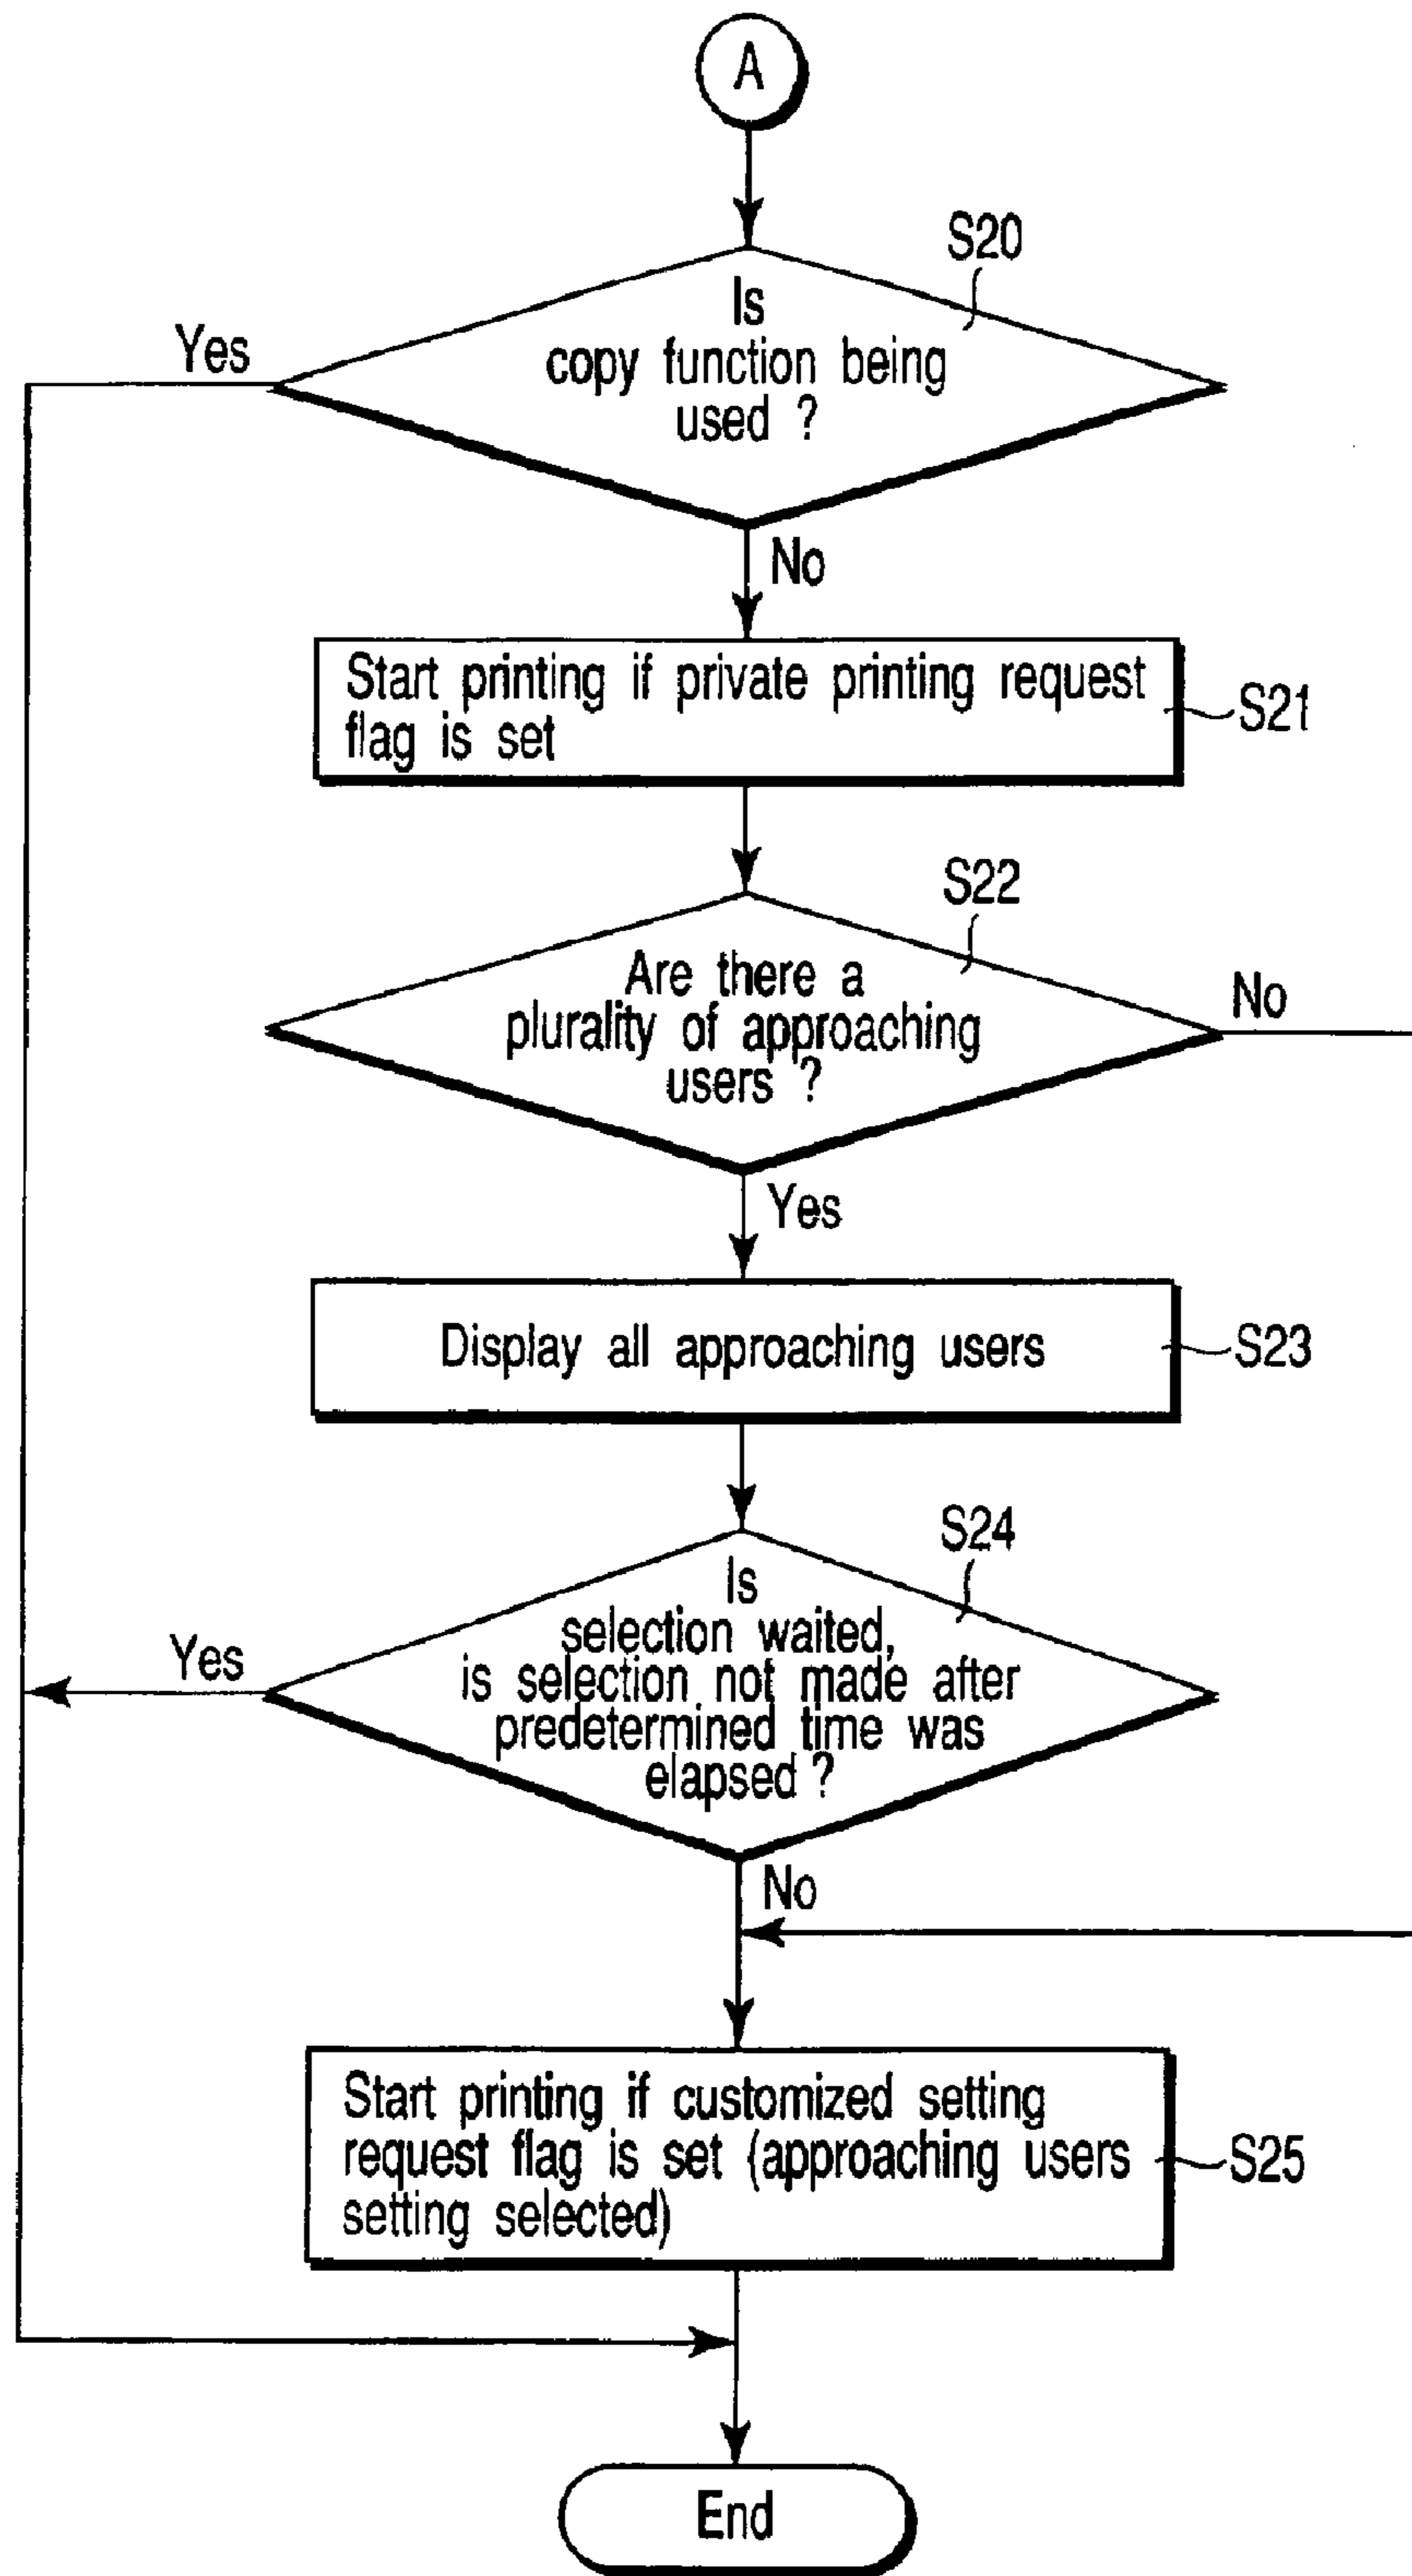 A
S20
Is
copy function being
used ?
Yes
No
Start printing if private printing request
flag is set
S21
S22
Are there a
plurality of approaching
users ?
No
Yes
Display all approaching users
S23
S24
Is
selection waited,
is selection not made after
predetermined time was
elapsed ?
Yes
No
Start printing if customized setting
request flag is set (approaching users
setting selected)
S25
End